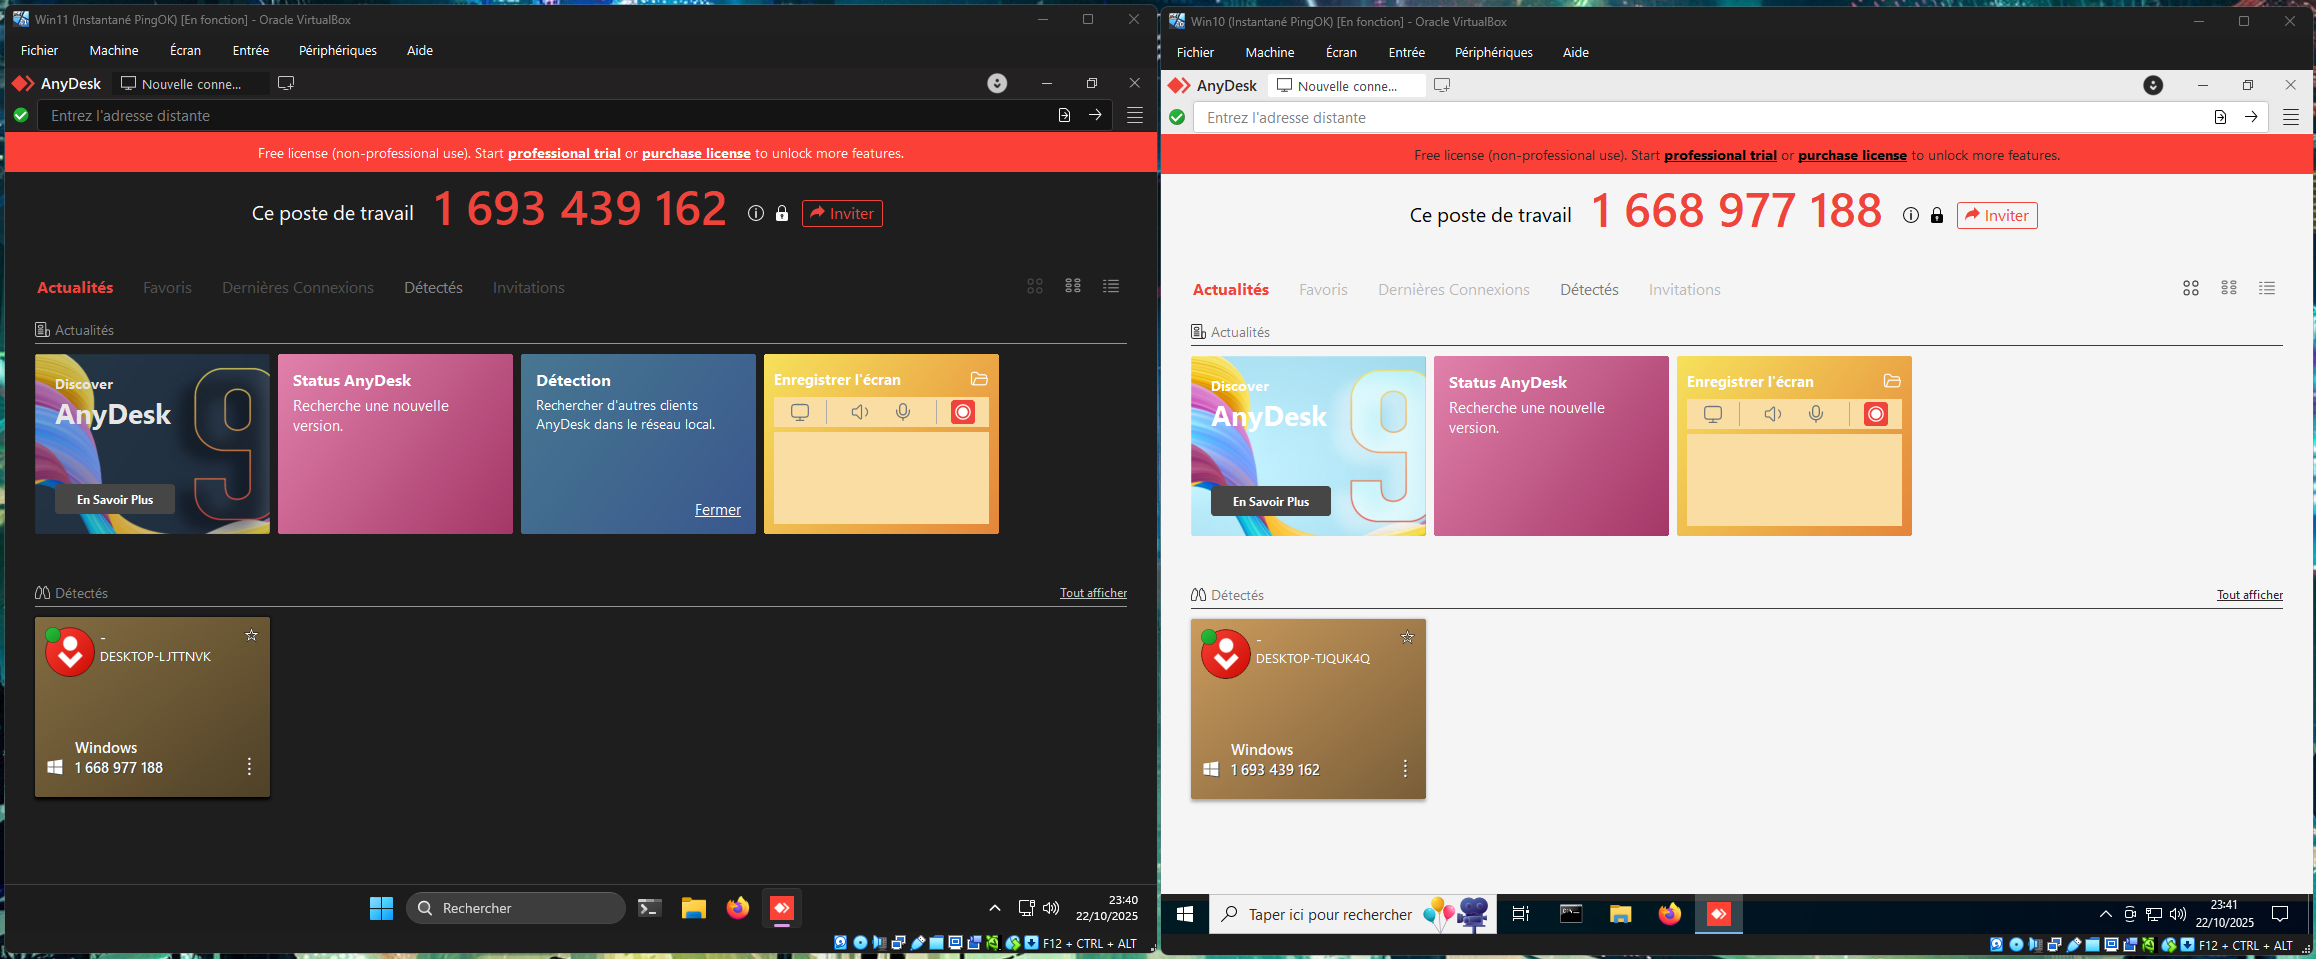 Win11 (Instantané PingOK) [En fonction] - Oracle VirtualBox
Fichier Machine Écran Entrée Périphériques Aide
AnyDesk Nouvelle conne...
Entrez l'adresse distante
Free license (non-professional use). Start professional trial or purchase license to unlock more features.
Ce poste de travail 1 693 439 162 Inviter
Actualités Favoris Dernières Connexions Détectés Invitations
Actualités
Discover
AnyDesk
9
En Savoir Plus
Status AnyDesk
Recherche une nouvelle
version.
Détection
Rechercher d'autres clients
AnyDesk dans le réseau local.
Fermer
Enregistrer l'écran
Détectés Tout afficher
-
DESKTOP-LJTTNVK
Windows
1 668 977 188
Rechercher
23:40
22/10/2025
F12 + CTRL + ALT
Win10 (Instantané PingOK) [En fonction] - Oracle VirtualBox
Fichier Machine Écran Entrée Périphériques Aide
AnyDesk Nouvelle conne...
Entrez l'adresse distante
Free license (non-professional use). Start professional trial or purchase license to unlock more features.
Ce poste de travail 1 668 977 188 Inviter
Actualités Favoris Dernières Connexions Détectés Invitations
Actualités
Discover
AnyDesk
9
En Savoir Plus
Status AnyDesk
Recherche une nouvelle
version.
Enregistrer l'écran
Détectés Tout afficher
-
DESKTOP-TJQUK4Q
Windows
1 693 439 162
Taper ici pour rechercher
23:41
22/10/2025
F12 + CTRL + ALT